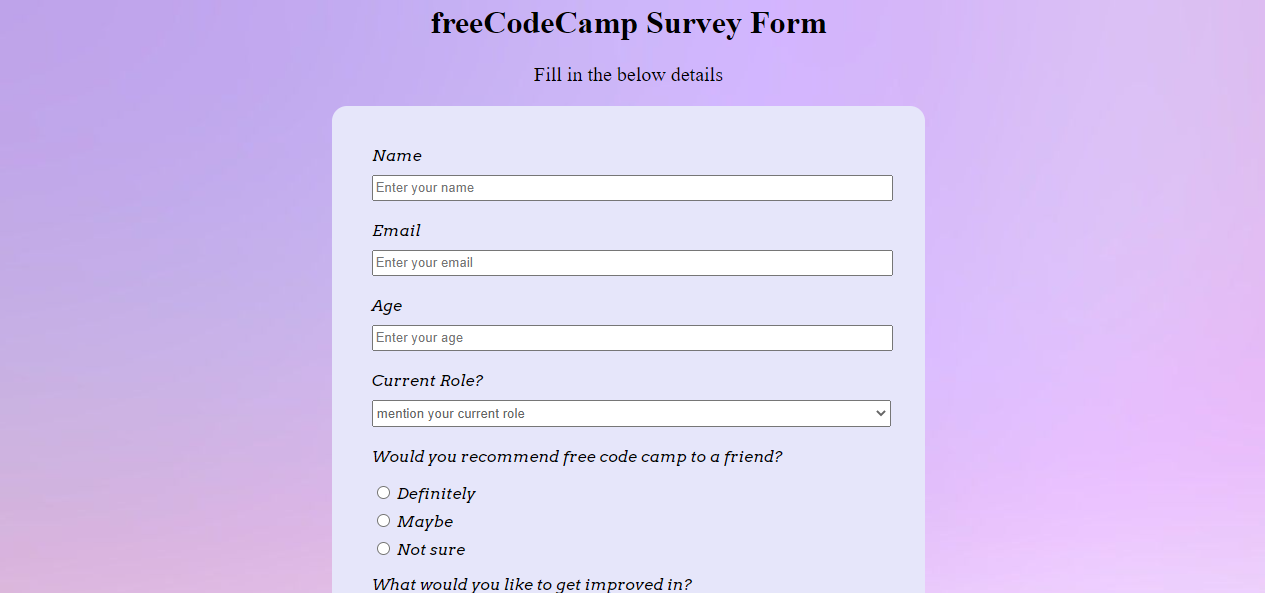 freeCodeCamp Survey Form
Fill in the below details
Name
Enter your name
Email
Enter your email
Age
Enter your age
Current Role?
mention your current role
Would you recommend free code camp to a friend?
Definitely
Maybe
Not sure
What would you like to get improved in?